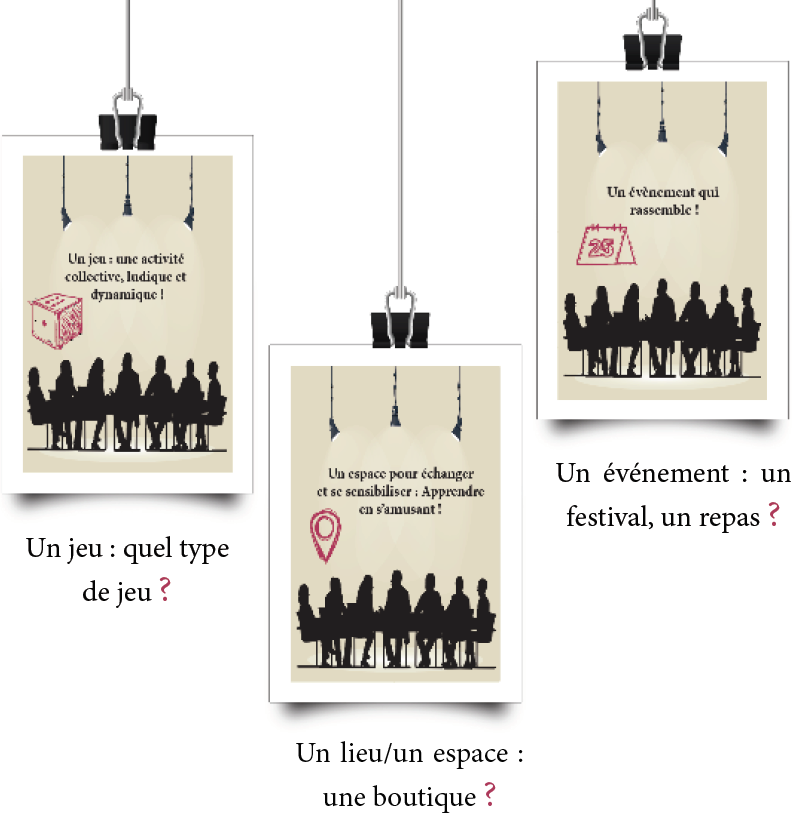 Un jeu : une activité
collective, ludique et
dynamique !
Un jeu : quel type
de jeu ?
Un espace pour échanger
et se sensibiliser : Apprendre
en s'amusant !
Un lieu/un espace :
une boutique ?
Un évènement qui
rassemble !
25
Un événement : un
festival, un repas ?